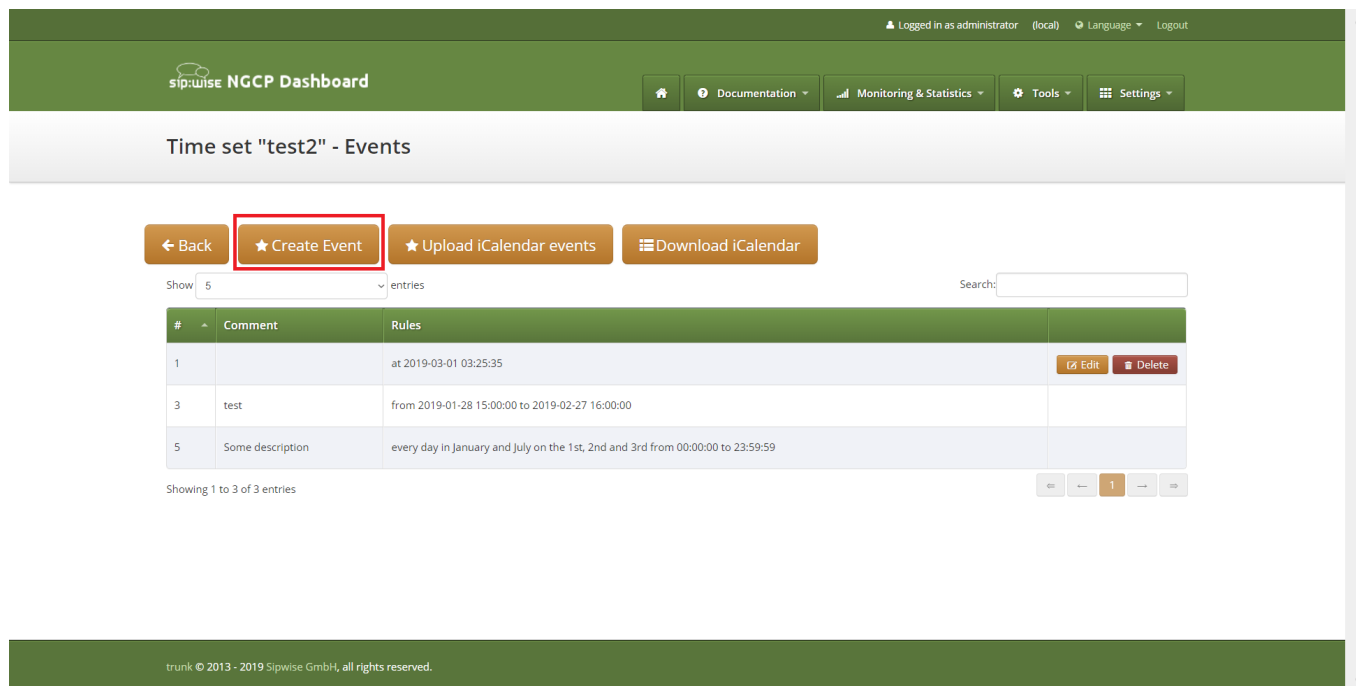 Logged in as administrator (local) Language Logout
sip:wise NGCP Dashboard
Documentation Monitoring & Statistics Tools Settings
Time set "test2" - Events
Back Create Event Upload iCalendar events Download iCalendar
Show 5 entries Search:
# Comment Rules
1 at 2019-03-01 03:25:35 Edit Delete
3 test from 2019-01-28 15:00:00 to 2019-02-27 16:00:00
5 Some description every day in January and July on the 1st, 2nd and 3rd from 00:00:00 to 23:59:59
Showing 1 to 3 of 3 entries ⇐ ← 1 → ⇒
trunk © 2013 - 2019 Sipwise GmbH, all rights reserved.